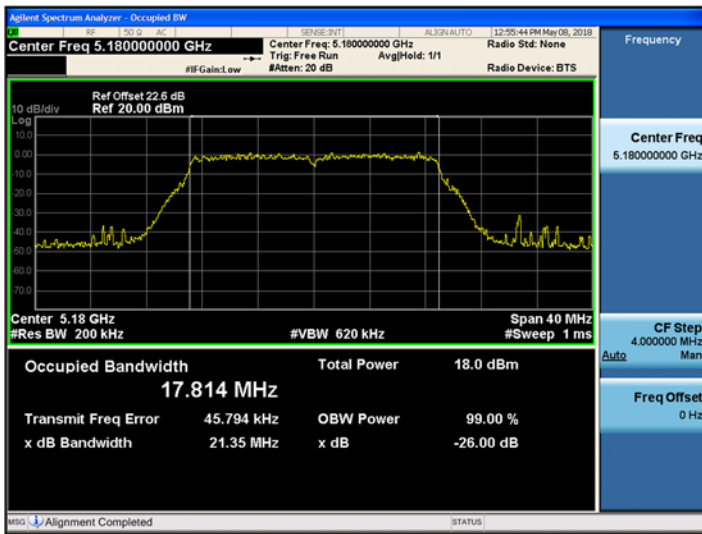 Agilent Spectrum Analyzer - Occupied BW
LXI RF 50 Ω AC SENSE:INT ALIGN AUTO 12:55:44 PM May 08, 2018
Center Freq 5.180000000 GHz
Center Freq: 5.180000000 GHz Radio Std: None
Trig: Free Run Avg|Hold: 1/1
#IFGain:Low #Atten: 20 dB Radio Device: BTS
Ref Offset 22.6 dB
10 dB/div Ref 20.00 dBm
Log
10.0
0.00
-10.0
-20.0
-30.0
-40.0
-50.0
-60.0
-70.0
Center 5.18 GHz Span 40 MHz
#Res BW 200 kHz #VBW 620 kHz #Sweep 1 ms
Occupied Bandwidth Total Power 18.0 dBm
17.814 MHz
Transmit Freq Error 45.794 kHz OBW Power 99.00 %
x dB Bandwidth 21.35 MHz x dB -26.00 dB
MSG Alignment Completed STATUS
Frequency
Center Freq
5.180000000 GHz
CF Step
4.000000 MHz
Auto Man
Freq Offset
0 Hz